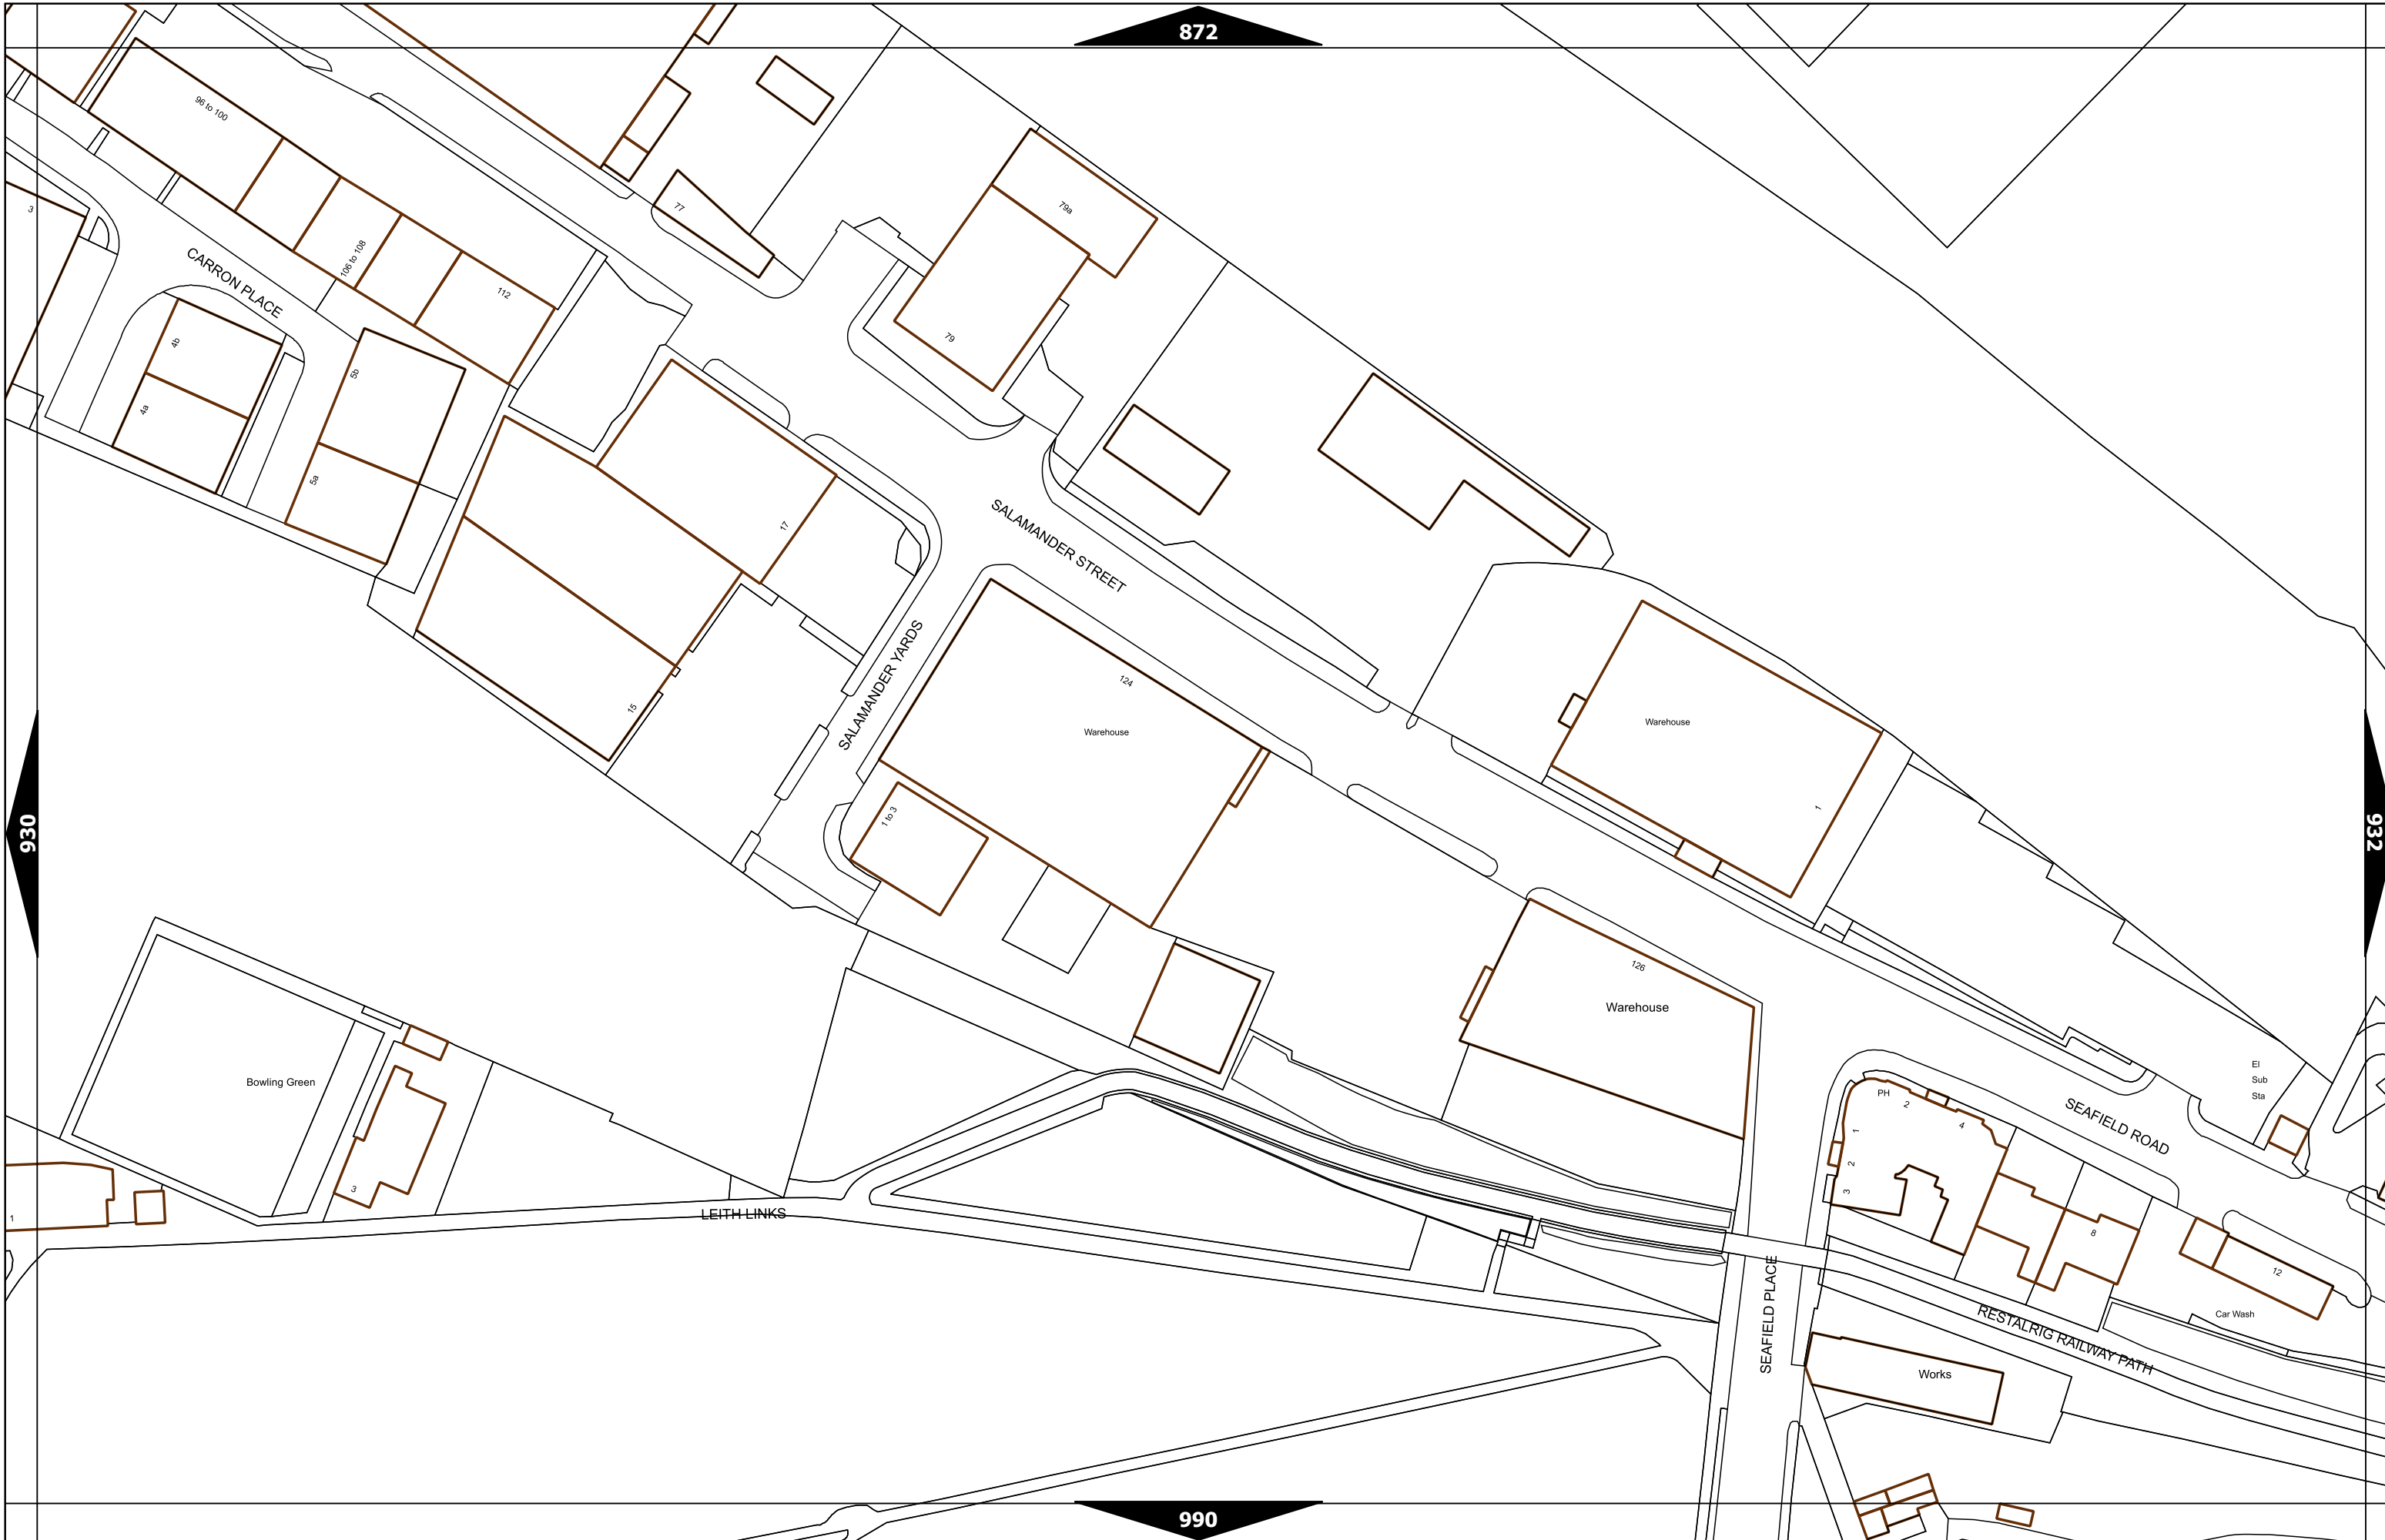 872
96 to 100
3
77
79a
CARRON PLACE
106 to 108
112
4b
4a
5b
5a
79
17
SALAMANDER STREET
SALAMANDER YARDS
15
124
Warehouse
Warehouse
1
1 to 3
930
932
126
Warehouse
Bowling Green
3
1
LEITH LINKS
El
Sub
Sta
PH
2
4
1
2
3
SEAFIELD ROAD
8
12
Car Wash
SEAFIELD PLACE
RESTALRIG RAILWAY PATH
Works
990